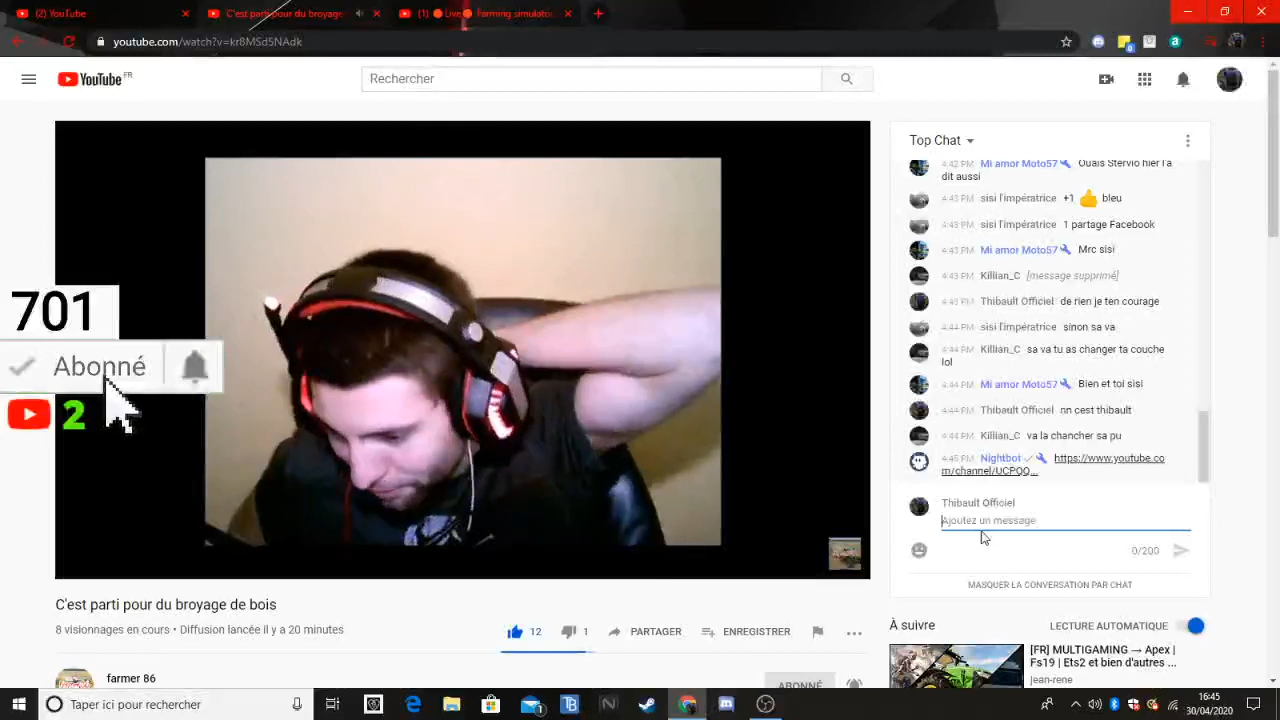 (2) YouTube
C'est parti pour du broyage
(1) 🔴 Live 🔴 Farming simulator
youtube.com/watch?v=kr8MSd5NAdk
YouTube FR
Rechercher
Top Chat
4:42 PM Mi amor Moto57 Ouais Stervio hier l'a
dit aussi
4:43 PM sisi l'impératrice +1 👍 bleu
4:43 PM sisi l'impératrice 1 partage Facebook
4:43 PM Mi amor Moto57 Mrc sisi
4:43 PM Killian_C [message supprimé]
4:43 PM Thibault Officiel de rien je ten courage
4:44 PM sisi l'impératrice sinon sa va
4:44 PM Killian_C sa va tu as changer ta couche
lol
4:44 PM Mi amor Moto57 Bien et toi sisi
4:44 PM Thibault Officiel nn cest thibault
4:44 PM Killian_C va la chancher sa pu
4:45 PM Nightbot https://www.youtube.co
m/channel/UCPQQ...
Thibault Officiel
Ajoutez un message
0/200
MASQUER LA CONVERSATION PAR CHAT
701
Abonné
2
C'est parti pour du broyage de bois
8 visionnages en cours • Diffusion lancée il y a 20 minutes
12
1
PARTAGER
ENREGISTRER
farmer 86
ABONNÉ
À suivre
LECTURE AUTOMATIQUE
[FR] MULTIGAMING → Apex |
Fs19 | Ets2 et bien d'autres ...
jean-rene
Taper ici pour rechercher
16:45
30/04/2020